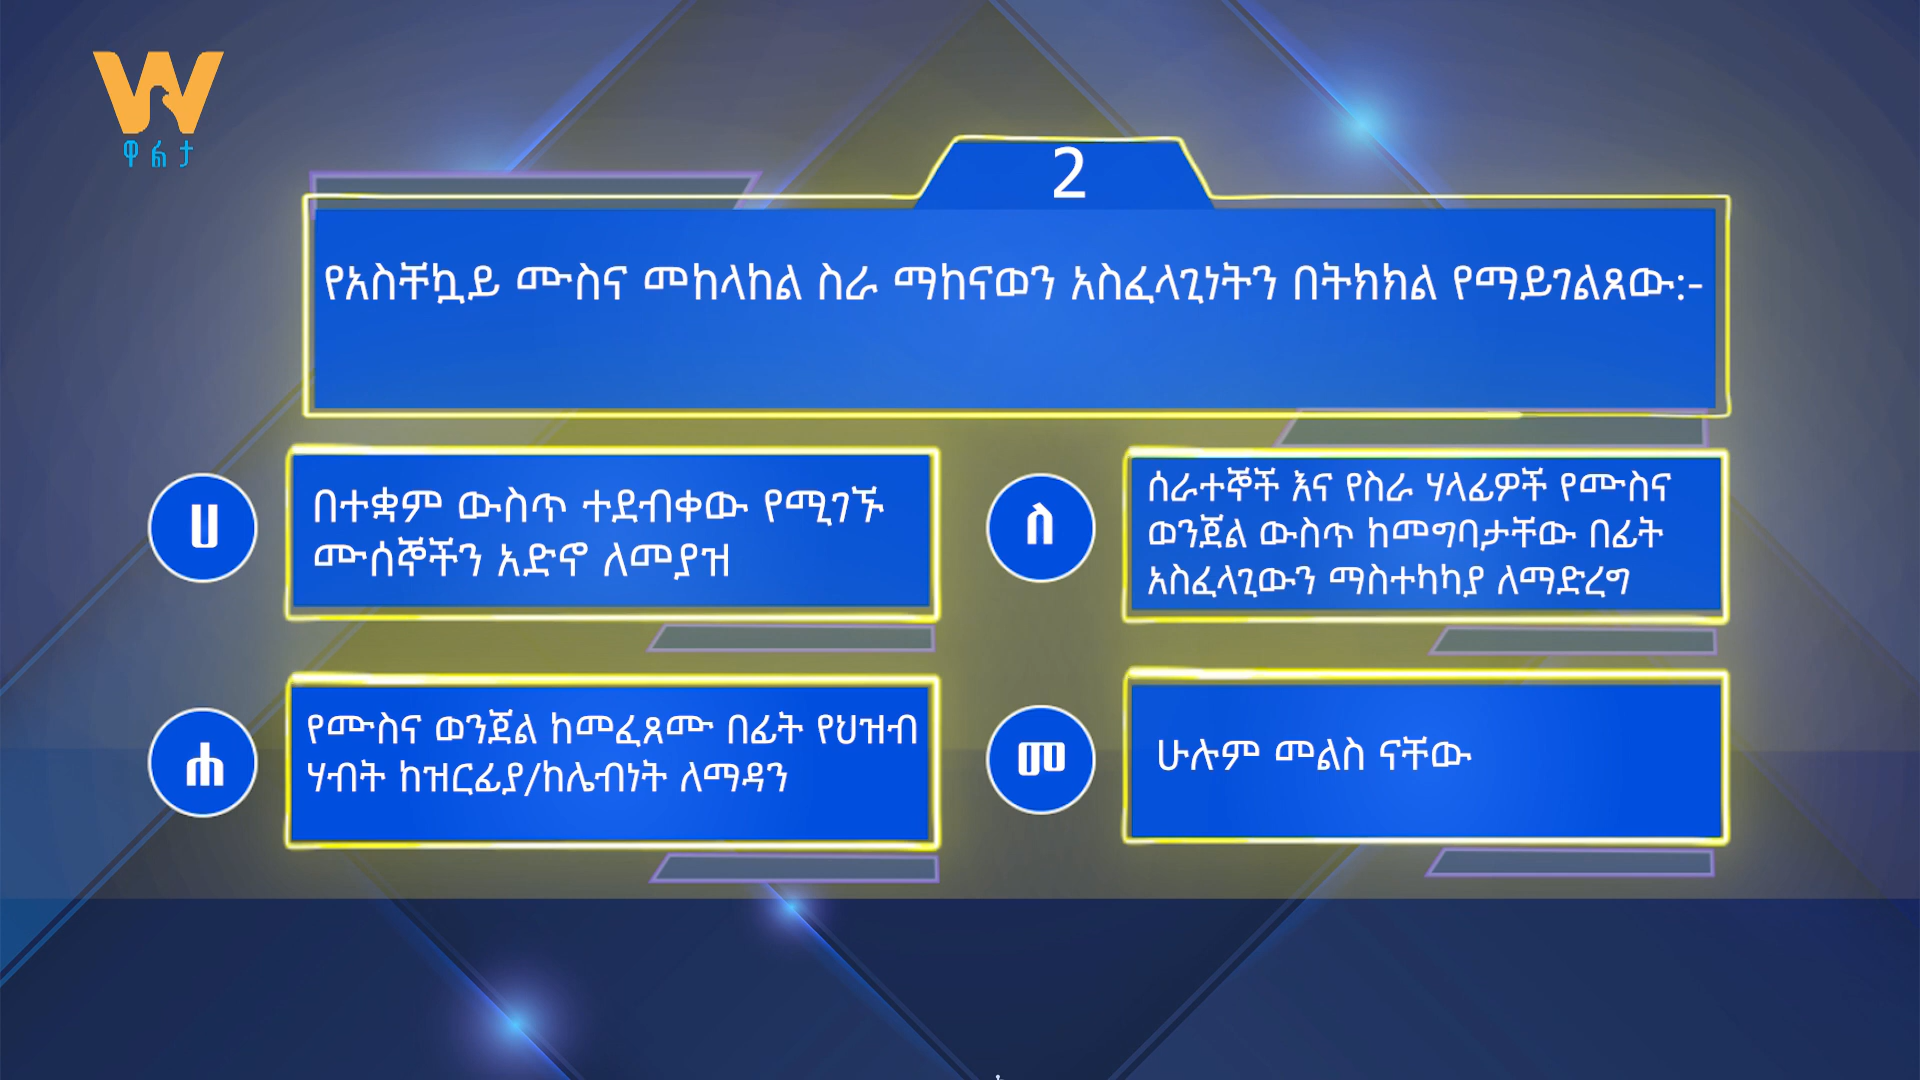 ዋልታ
2
የአስቸኳይ ሙስና መከላከል ስራ ማከናወን አስፈላጊነትን በትክክል የማይገልጸው:-
ሀ
በተቋም ውስጥ ተደብቀው የሚገኙ
ሙሰኞችን አድኖ ለመያዝ
ለ
ሰራተኞች እና የስራ ሃላፊዎች የሙስና
ወንጀል ውስጥ ከመግባታቸው በፊት
አስፈላጊውን ማስተካካያ ለማድረግ
ሐ
የሙስና ወንጀል ከመፈጸሙ በፊት የህዝብ
ሃብት ከዝርፊያ/ከሌብነት ለማዳን
መ
ሁሉም መልስ ናቸው